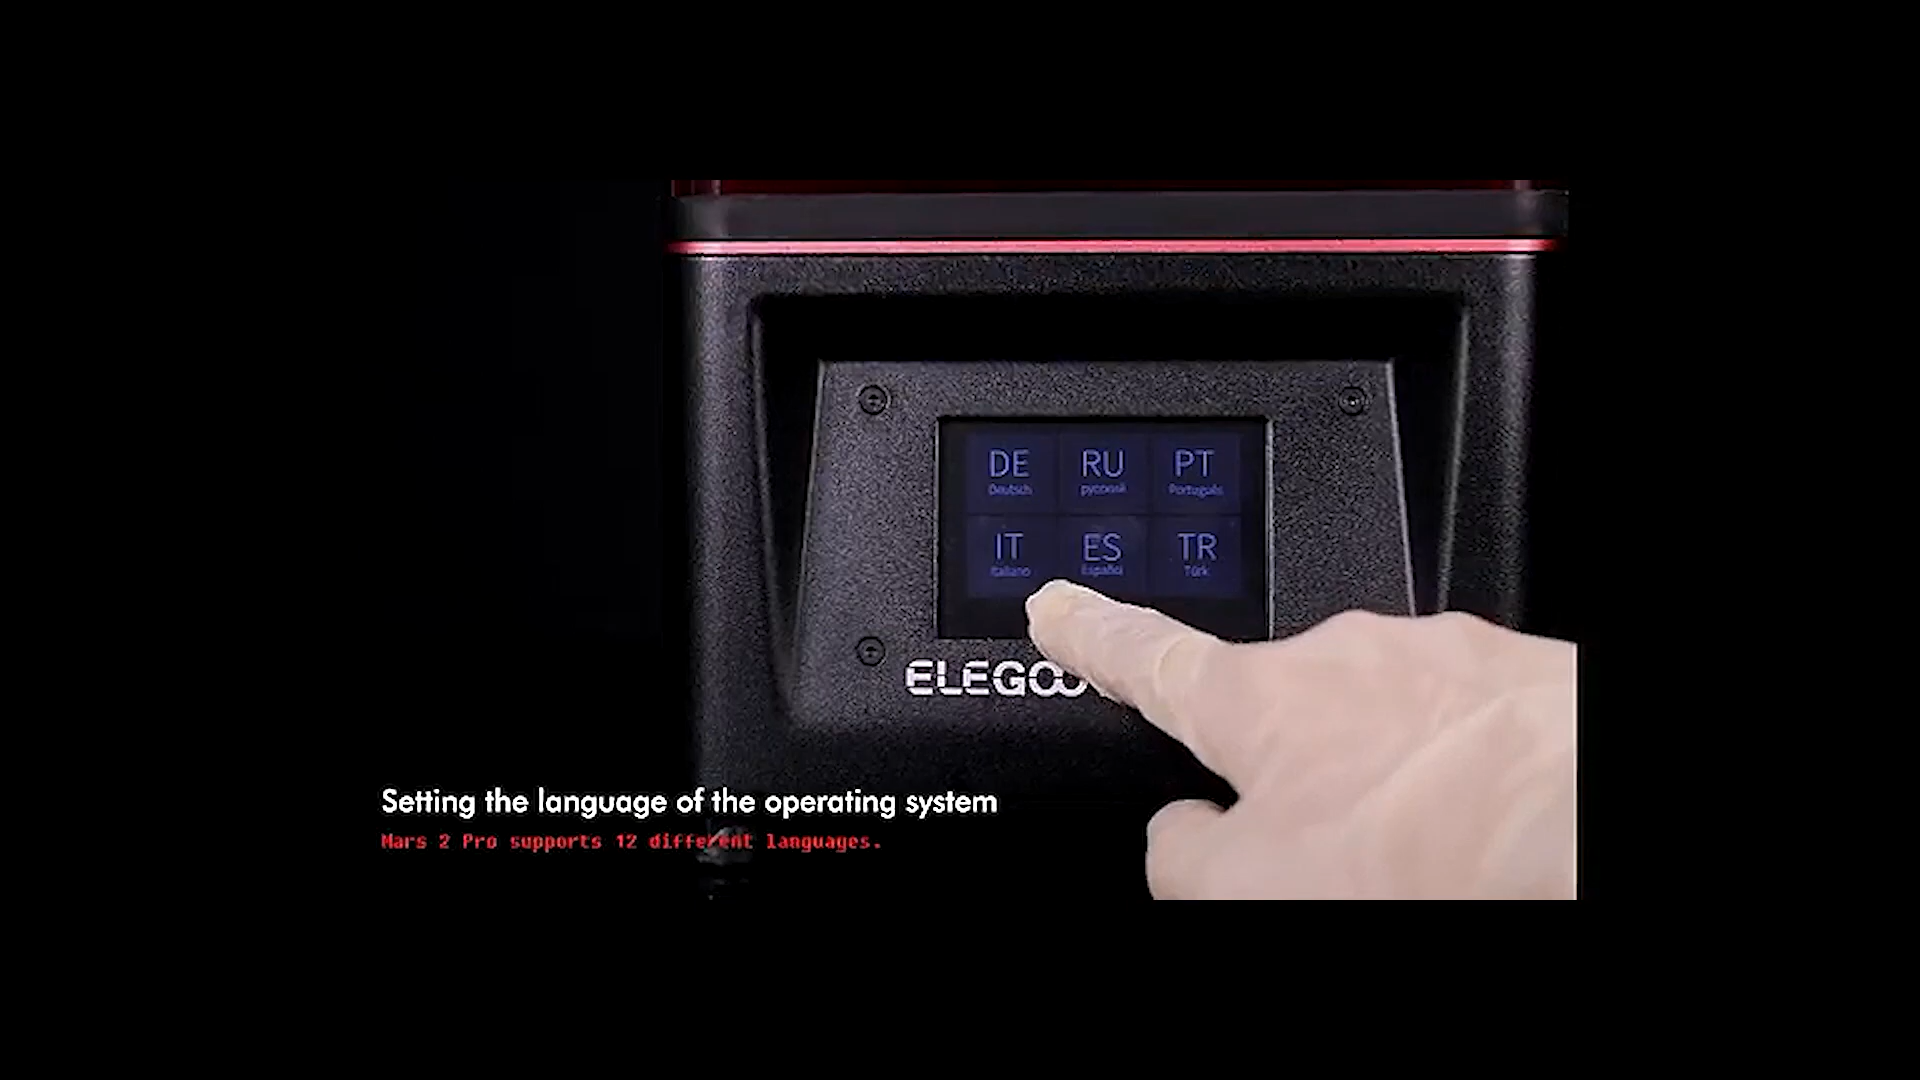 DE RU PT
Deutsch русский Português
IT ES TR
Italiano Español Türk
ELEGOO
Setting the language of the operating system
Mars 2 Pro supports 12 different languages.